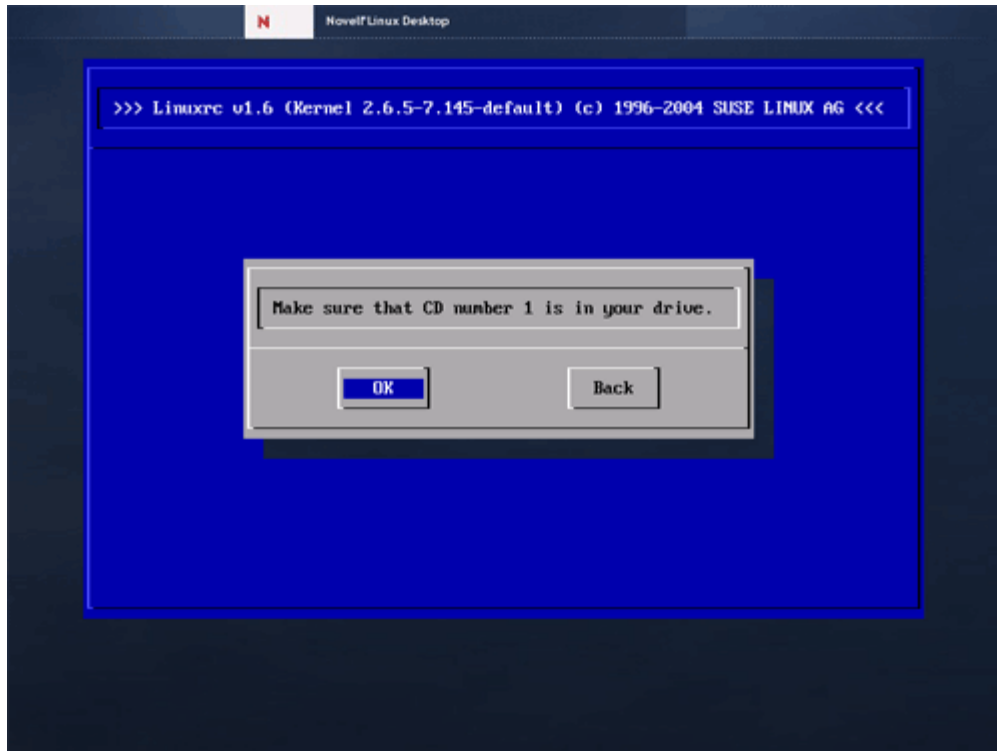 N
Novell® Linux Desktop
>>> Linuxrc v1.6 (Kernel 2.6.5-7.145-default) (c) 1996-2004 SUSE LINUX AG <<<
Make sure that CD number 1 is in your drive.
OK Back